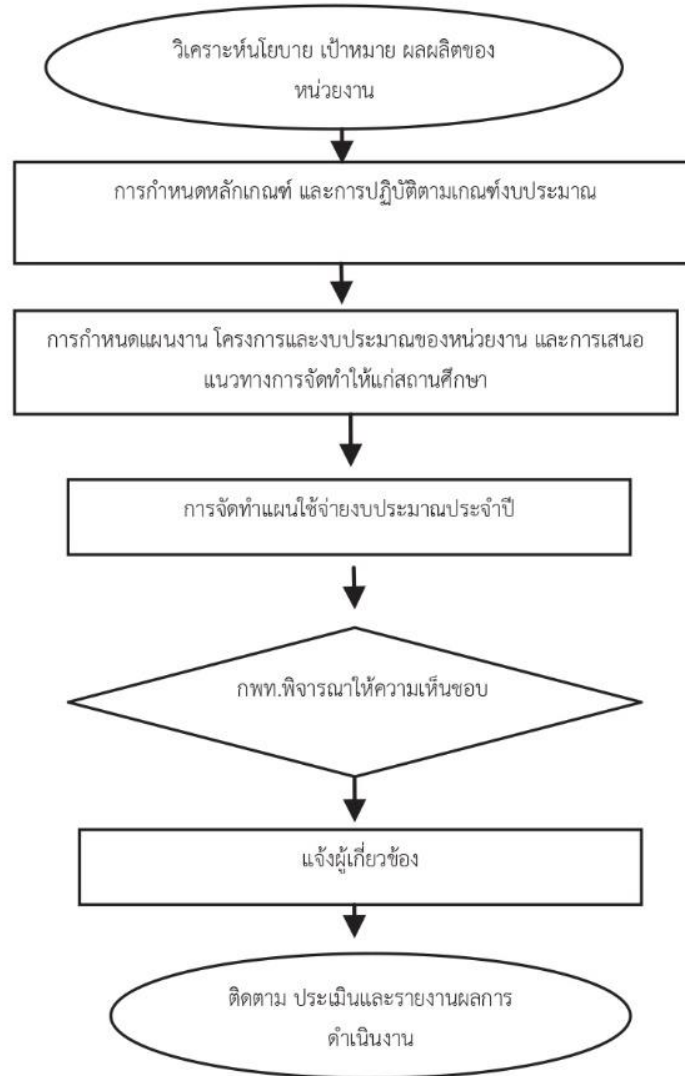 วิเคราะห์นโยบาย เป้าหมาย ผลผลิตของ
หน่วยงาน
การกำหนดหลักเกณฑ์ และการปฏิบัติตามเกณฑ์งบประมาณ
การกำหนดแผนงาน โครงการและงบประมาณของหน่วยงาน และการเสนอ
แนวทางการจัดทำให้แก่สถานศึกษา
การจัดทำแผนใช้จ่ายงบประมาณประจำปี
กพท.พิจารณาให้ความเห็นชอบ
แจ้งผู้เกี่ยวข้อง
ติดตาม ประเมินและรายงานผลการ
ดำเนินงาน